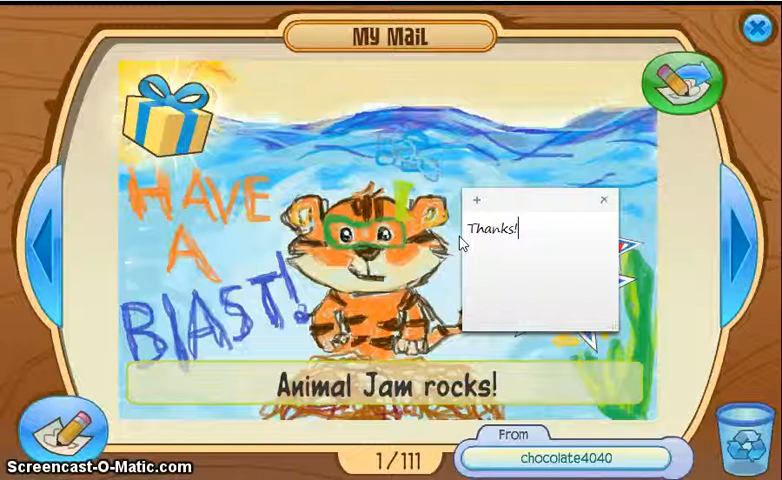 My Mail
HAVE
A
BLAST!
Thanks!
Animal Jam rocks!
From
1/111
chocolate4040
Screencast-O-Matic.com